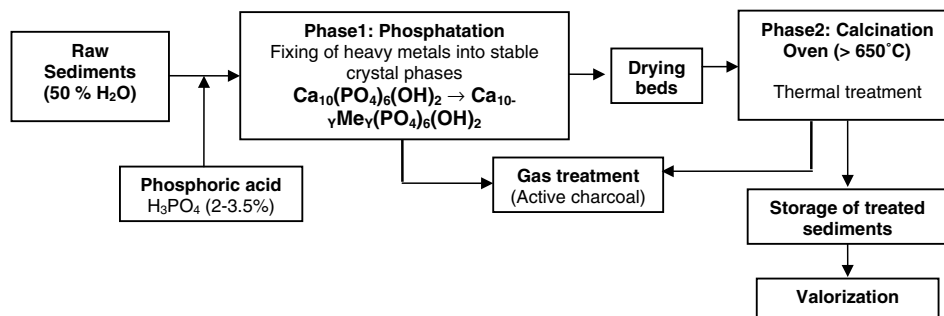 Raw
Sediments
(50 % H₂O)
Phosphoric acid
H₃PO₄ (2-3.5%)
Phase1: Phosphatation
Fixing of heavy metals into stable
crystal phases
Ca₁₀(PO₄)₆(OH)₂ → Ca₁₀₋
ᵧMeᵧ(PO₄)₆(OH)₂
Drying
beds
Phase2: Calcination
Oven (> 650°C)
Thermal treatment
Gas treatment
(Active charcoal)
Storage of treated
sediments
Valorization